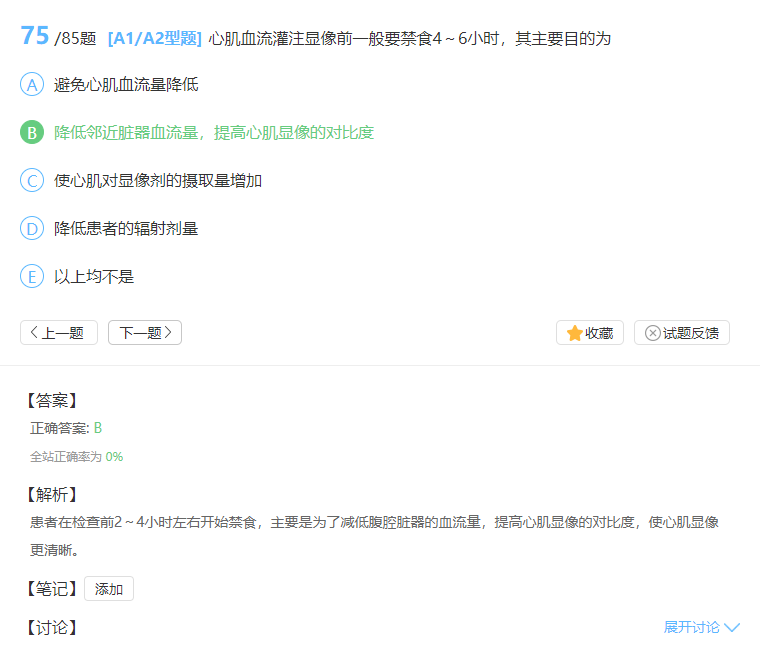 75 /85题 [A1/A2型题] 心肌血流灌注显像前一般要禁食4～6小时，其主要目的为
A 避免心肌血流量降低
B 降低邻近脏器血流量，提高心肌显像的对比度
C 使心肌对显像剂的摄取量增加
D 降低患者的辐射剂量
E 以上均不是
上一题 下一题 收藏 试题反馈
【答案】
正确答案: B
全站正确率为 0%
【解析】
患者在检查前2～4小时左右开始禁食，主要是为了减低腹腔脏器的血流量，提高心肌显像的对比度，使心肌显像
更清晰。
【笔记】 添加
【讨论】 展开讨论